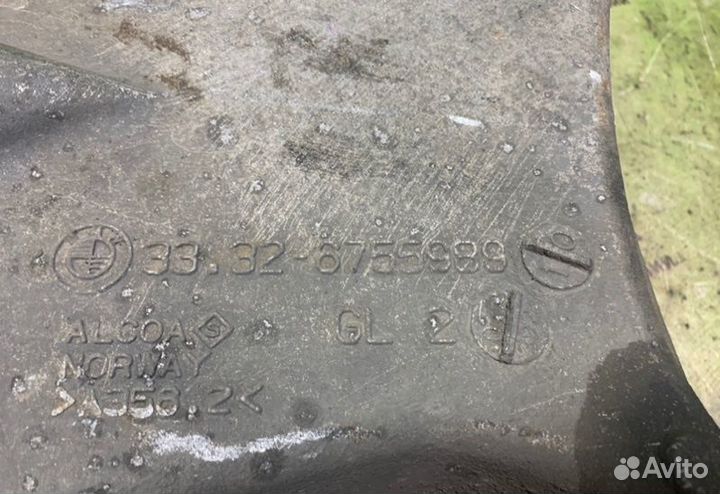 33.32-6755989
ALCOA S GL 2
NORWAY
>A356.2<
Avito